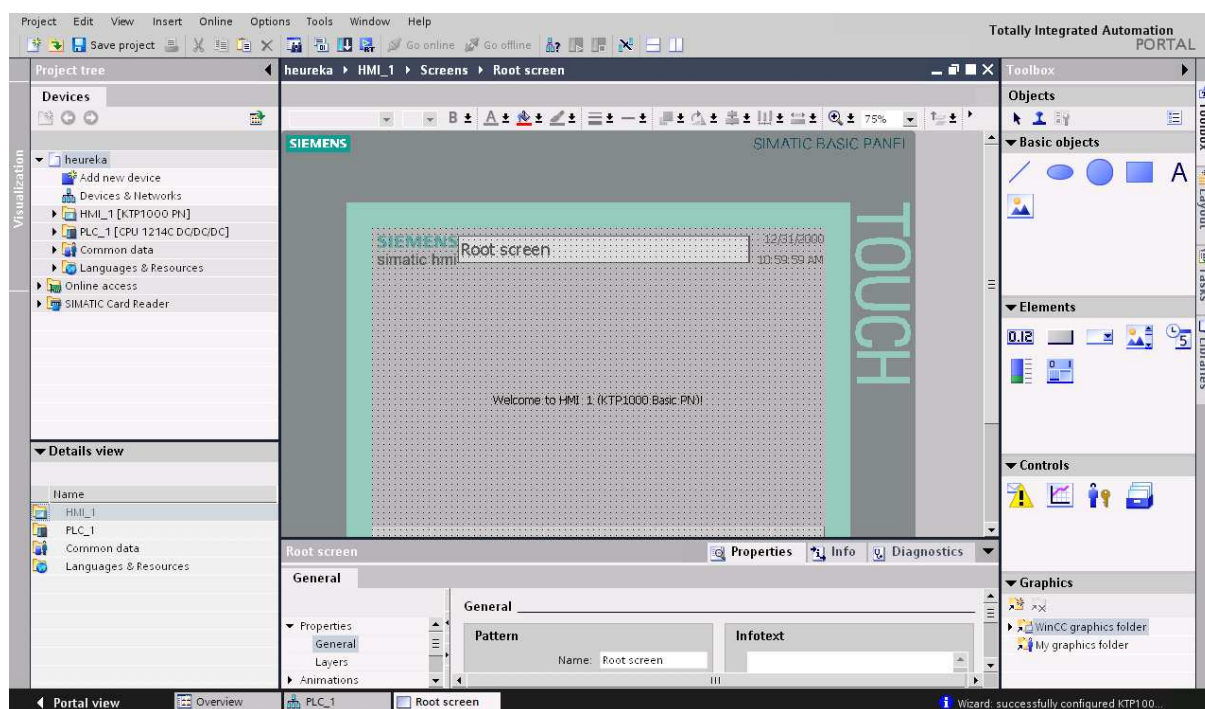 Project Edit View Insert Online Options Tools Window Help
Totally Integrated Automation
PORTAL
Save project Go online Go offline
Project tree
heureka ▸ HMI_1 ▸ Screens ▸ Root screen
Toolbox
Devices
Objects
75%
Visualization
heureka
Add new device
Devices & Networks
HMI_1 [KTP1000 PN]
PLC_1 [CPU 1214C DC/DC/DC]
Common data
Languages & Resources
Online access
SIMATIC Card Reader
SIEMENS
SIMATIC BASIC PANEL
TOUCH
SIEMENS
simatic hmi
Root screen
12/31/2000
10:59:59 AM
Welcome to HMI_1 (KTP1000 Basic PN)!
Basic objects
A
Elements
0.12
5
Controls
Graphics
WinCC graphics folder
My graphics folder
Toolbox
Layout
Tasks
Libraries
Details view
Name
HMI_1
PLC_1
Common data
Languages & Resources
Root screen
Properties Info Diagnostics
General
Properties
General
Layers
Animations
General
Pattern
Name: Root screen
Infotext
Portal view Overview PLC_1 Root screen
Wizard: successfully configured KTP100...